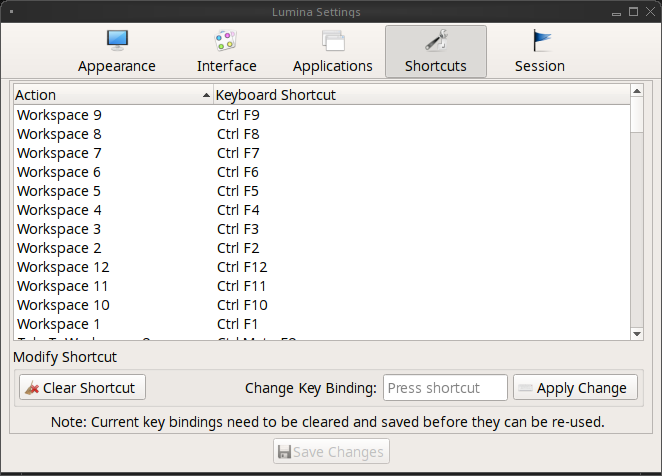 Lumina Settings
Appearance Interface Applications Shortcuts Session
Action Keyboard Shortcut
Workspace 9 Ctrl F9
Workspace 8 Ctrl F8
Workspace 7 Ctrl F7
Workspace 6 Ctrl F6
Workspace 5 Ctrl F5
Workspace 4 Ctrl F4
Workspace 3 Ctrl F3
Workspace 2 Ctrl F2
Workspace 12 Ctrl F12
Workspace 11 Ctrl F11
Workspace 10 Ctrl F10
Workspace 1 Ctrl F1
Modify Shortcut
Clear Shortcut Change Key Binding: Press shortcut Apply Change
Note: Current key bindings need to be cleared and saved before they can be re-used.
Save Changes